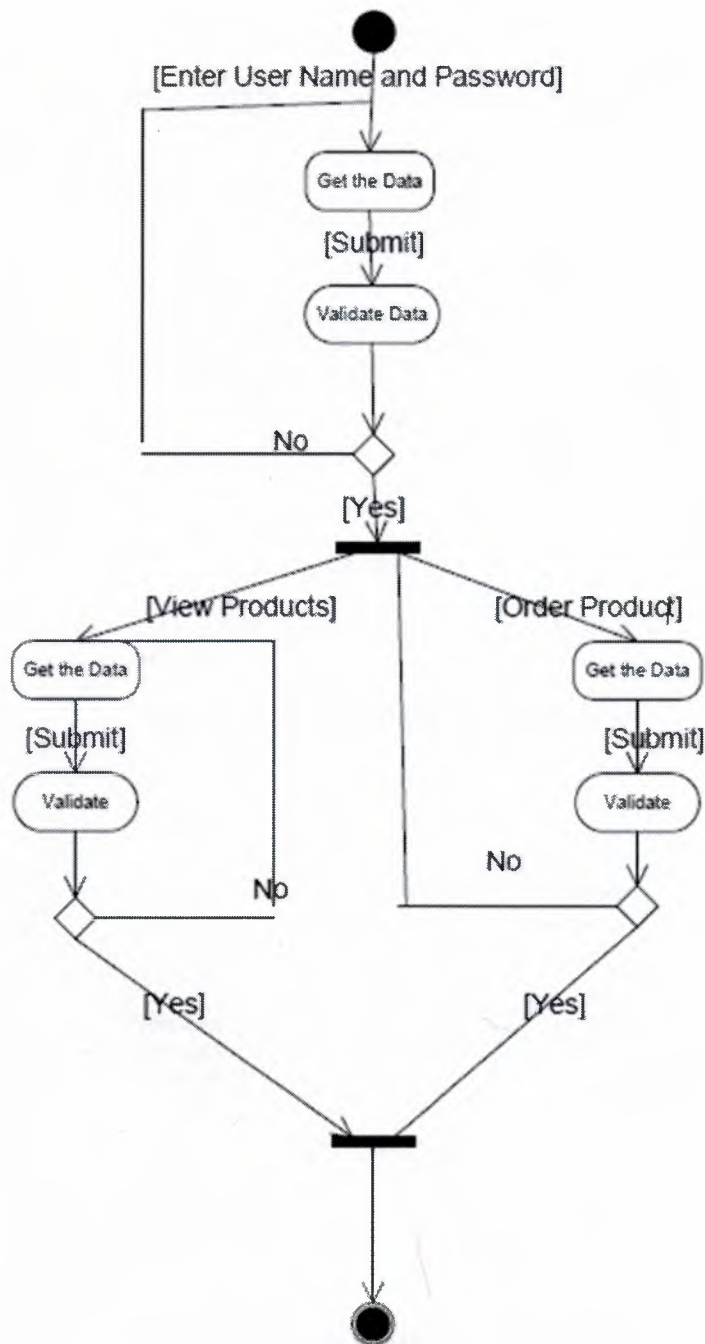 [Enter User Name and Password]
Get the Data
[Submit]
Validate Data
No
[Yes]
[View Products]
[Order Product]
Get the Data
Get the Data
[Submit]
[Submit]
Validate
Validate
No
No
[Yes]
[Yes]